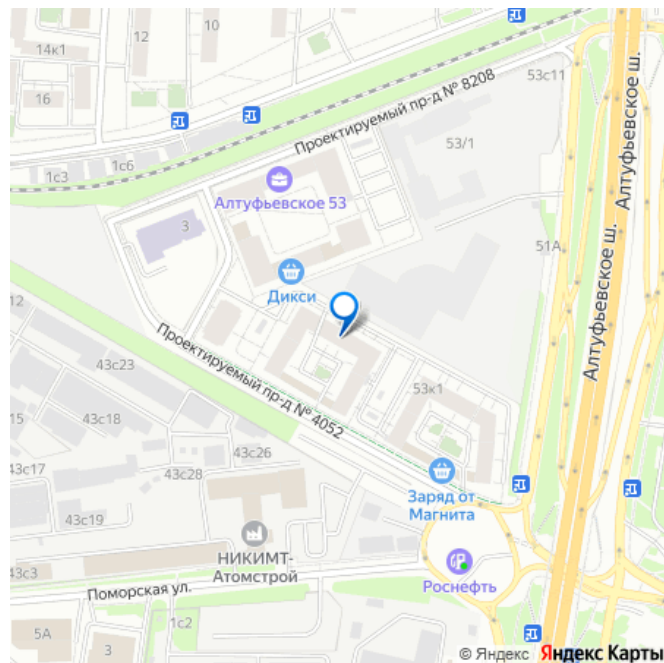 14к1
12
10
16
1с3
1с6
Проектируемый пр-д № 8208
53с11
53/1
Алтуфьевское ш.
Алтуфьевское 53
3
51А
Дикси
Алтуфьевское ш.
12
Проектируемый пр-д № 4052
43с23
53к1
15
43с18
43с17
43с26
43с28
Заряд от
Магнита
43с19
НИКИМТ-
Атомстрой
43с3
Поморская ул.
Роснефть
1с2
5А
3
© Яндекс Яндекс Карты